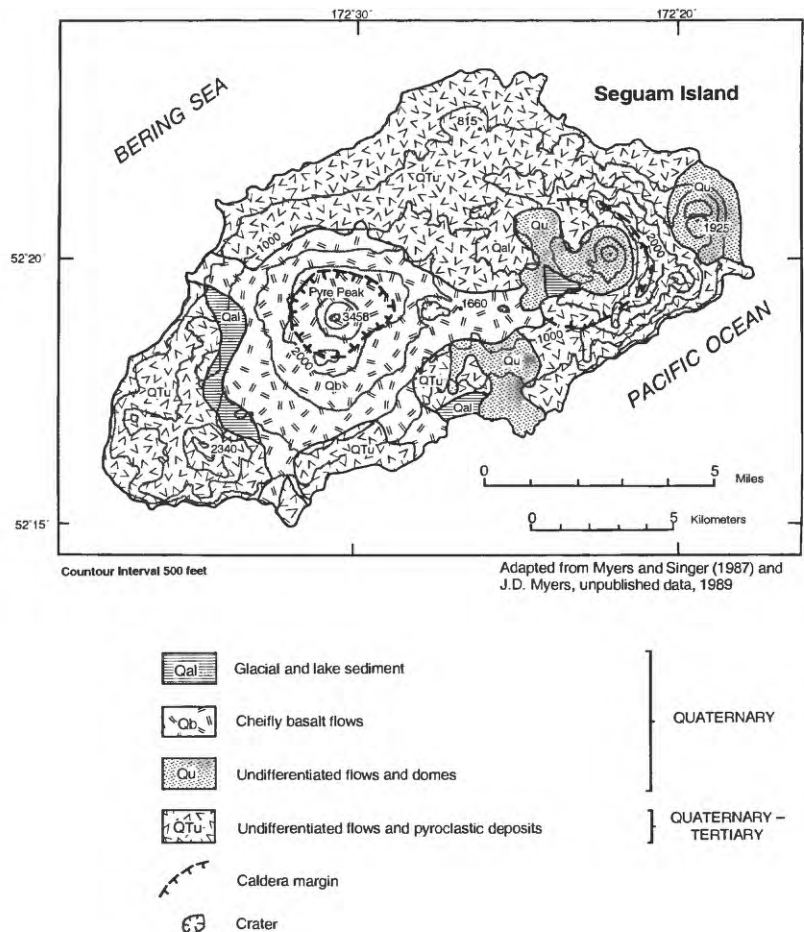 172°30'
172°20'
BERING SEA
Seguam Island
815
QTu
Qu
1925
Qu
Qal
2000
1000
52°20'
Pyre Peak
3458
1660
Qal
2000
1000
Qu
QTu
Qb
PACIFIC OCEAN
QTu
Qal
2340
QTu
0 5
Miles
0 5
Kilometers
52°15'
Countour Interval 500 feet
Adapted from Myers and Singer (1987) and
J.D. Myers, unpublished data, 1989
Qal Glacial and lake sediment
Qb Cheifly basalt flows
QUATERNARY
Qu Undifferentiated flows and domes
QTu Undifferentiated flows and pyroclastic deposits
QUATERNARY –
TERTIARY
Caldera margin
Crater